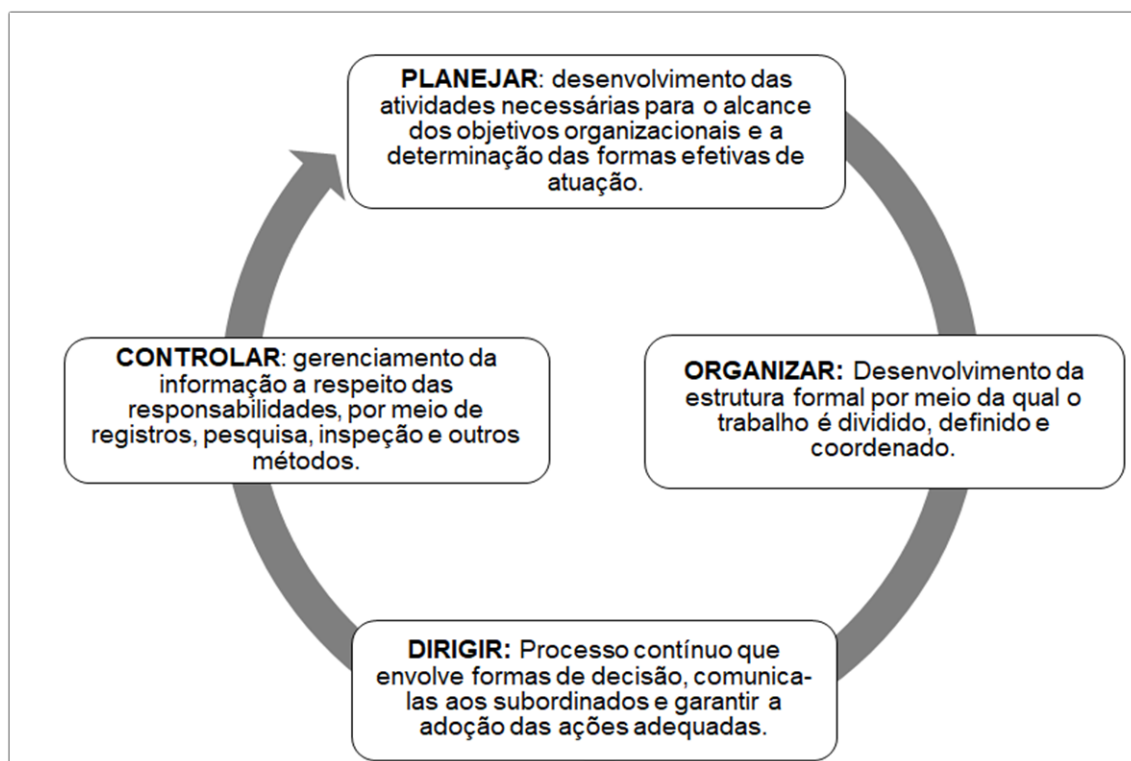 PLANEJAR: desenvolvimento das
atividades necessárias para o alcance
dos objetivos organizacionais e a
determinação das formas efetivas de
atuação.
CONTROLAR: gerenciamento da
informação a respeito das
responsabilidades, por meio de
registros, pesquisa, inspeção e outros
métodos.
ORGANIZAR: Desenvolvimento da
estrutura formal por meio da qual o
trabalho é dividido, definido e
coordenado.
DIRIGIR: Processo contínuo que
envolve formas de decisão, comunica-
las aos subordinados e garantir a
adoção das ações adequadas.